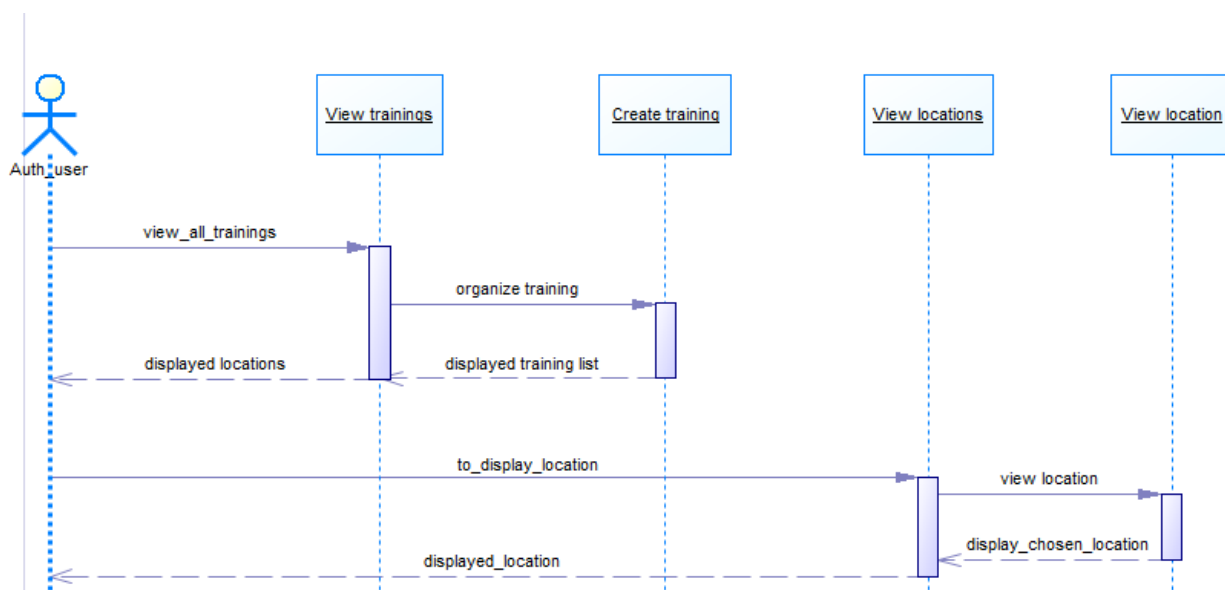 View trainings
Create training
View locations
View location
Auth_user
view_all_trainings
organize training
displayed locations
displayed training list
to_display_location
view location
display_chosen_location
displayed_location